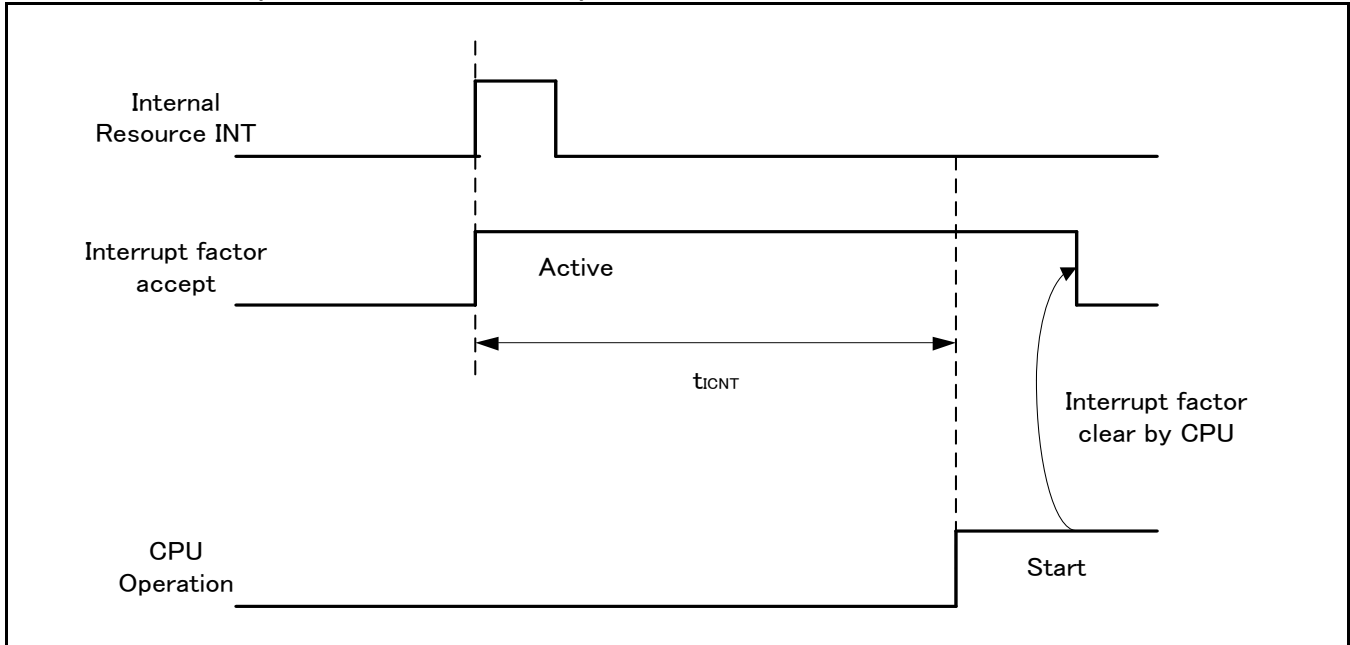 Internal
Resource INT
Interrupt factor
accept
Active
tICNT
Interrupt factor
clear by CPU
CPU
Operation
Start